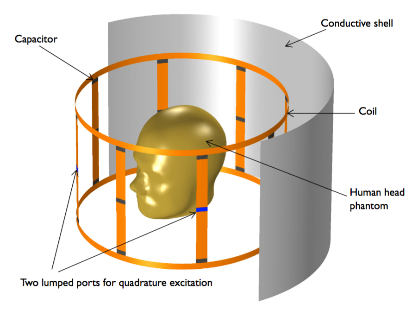 Conductive shell
Capacitor
Coil
Human head
phantom
Two lumped ports for quadrature excitation